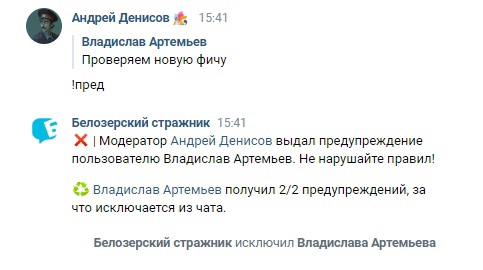 Андрей Денисов 15:41
Владислав Артемьев
Проверяем новую фичу
!пред
Белозерский стражник 15:41
❌ | Модератор Андрей Денисов выдал предупреждение
пользователю Владислав Артемьев. Не нарушайте правил!
♻️ Владислав Артемьев получил 2/2 предупреждений, за
что исключается из чата.
Белозерский стражник исключил Владислава Артемьева